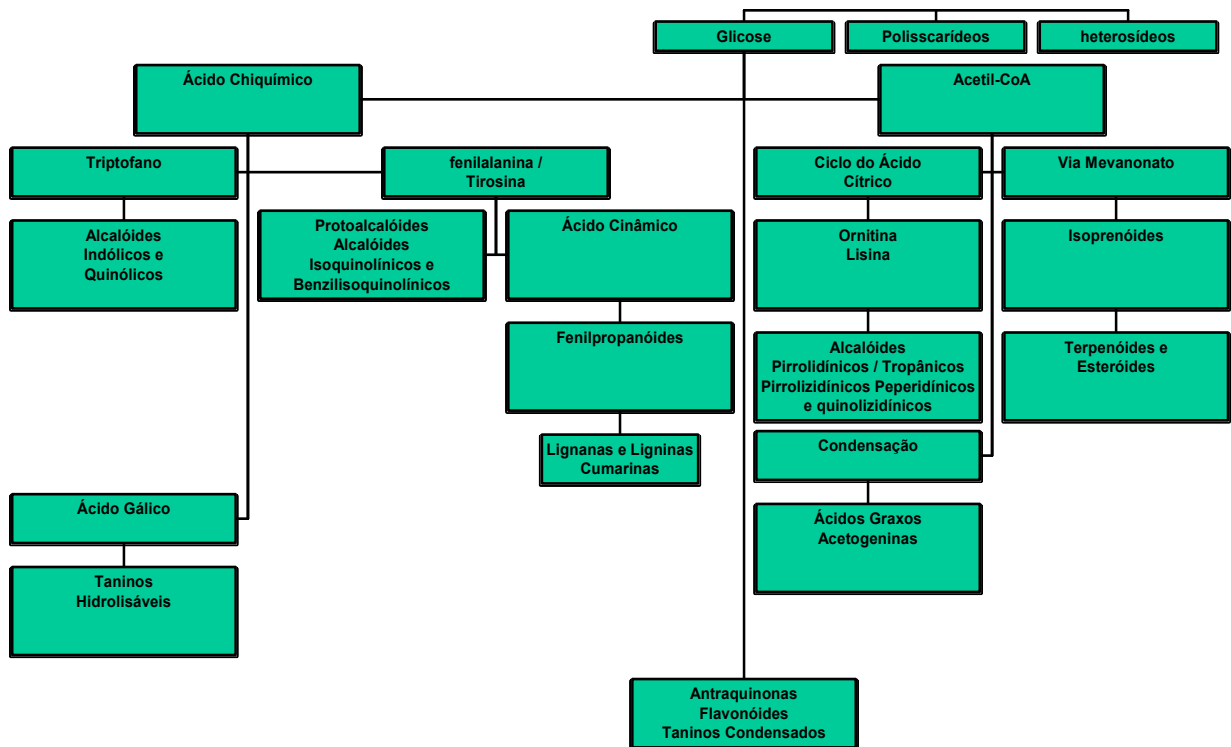 Glicose
Polisscarídeos
heterosídeos
Ácido Chiquímico
Acetil-CoA
Triptofano
fenilalanina /
Tirosina
Ciclo do Ácido
Cítrico
Via Mevanonato
Alcalóides
Indólicos e
Quinólicos
Protoalcalóides
Alcalóides
Isoquinolínicos e
Benzilisoquinolínicos
Ácido Cinâmico
Ornitina
Lisina
Isoprenóides
Fenilpropanóides
Alcalóides
Pirrolidínicos / Tropânicos
Pirrolizidínicos Peperidínicos
e quinolizidínicos
Terpenóides e
Esteróides
Lignanas e Ligninas
Cumarinas
Condensação
Ácido Gálico
Ácidos Graxos
Acetogeninas
Taninos
Hidrolisáveis
Antraquinonas
Flavonóides
Taninos Condensados